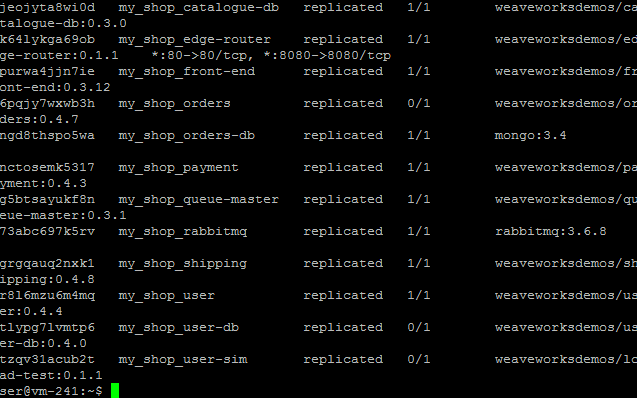 jeojyta8wi0d my_shop_catalogue-db replicated 1/1 weaveworksdemos/ca
talogue-db:0.3.0
k64lykga69ob my_shop_edge-router replicated 1/1 weaveworksdemos/ed
ge-router:0.1.1 *:80->80/tcp, *:8080->8080/tcp
purwa4jjn7ie my_shop_front-end replicated 1/1 weaveworksdemos/fr
ont-end:0.3.12
6pqjy7wxwb3h my_shop_orders replicated 0/1 weaveworksdemos/or
ders:0.4.7
ngd8thspo5wa my_shop_orders-db replicated 1/1 mongo:3.4
nctosemk5317 my_shop_payment replicated 1/1 weaveworksdemos/pa
yment:0.4.3
g5btsayukf8n my_shop_queue-master replicated 1/1 weaveworksdemos/qu
eue-master:0.3.1
73abc697k5rv my_shop_rabbitmq replicated 1/1 rabbitmq:3.6.8
grgqauq2nxk1 my_shop_shipping replicated 1/1 weaveworksdemos/sh
ipping:0.4.8
r8l6mzu6m4mq my_shop_user replicated 1/1 weaveworksdemos/us
er:0.4.4
tlypg7lvmtp6 my_shop_user-db replicated 0/1 weaveworksdemos/us
er-db:0.4.0
tzqv31acub2t my_shop_user-sim replicated 0/1 weaveworksdemos/lo
ad-test:0.1.1
ser@vm-241:~$